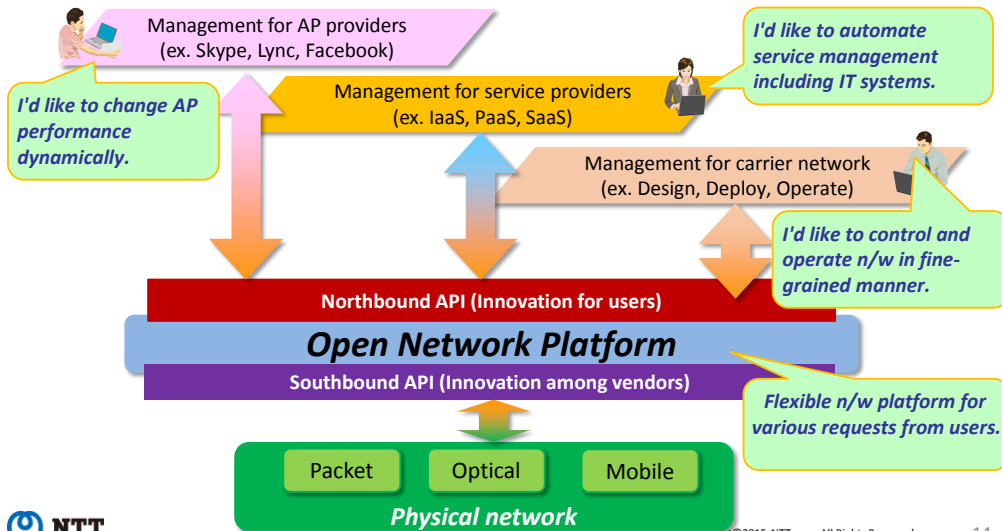 Management for AP providers
(ex. Skype, Lync, Facebook)
I'd like to automate
service management
including IT systems.
I'd like to change AP
performance
dynamically.
Management for service providers
(ex. IaaS, PaaS, SaaS)
Management for carrier network
(ex. Design, Deploy, Operate)
I'd like to control and
operate n/w in fine-
grained manner.
Northbound API (Innovation for users)
Open Network Platform
Southbound API (Innovation among vendors)
Flexible n/w platform for
various requests from users.
Packet
Optical
Mobile
Physical network
NTT